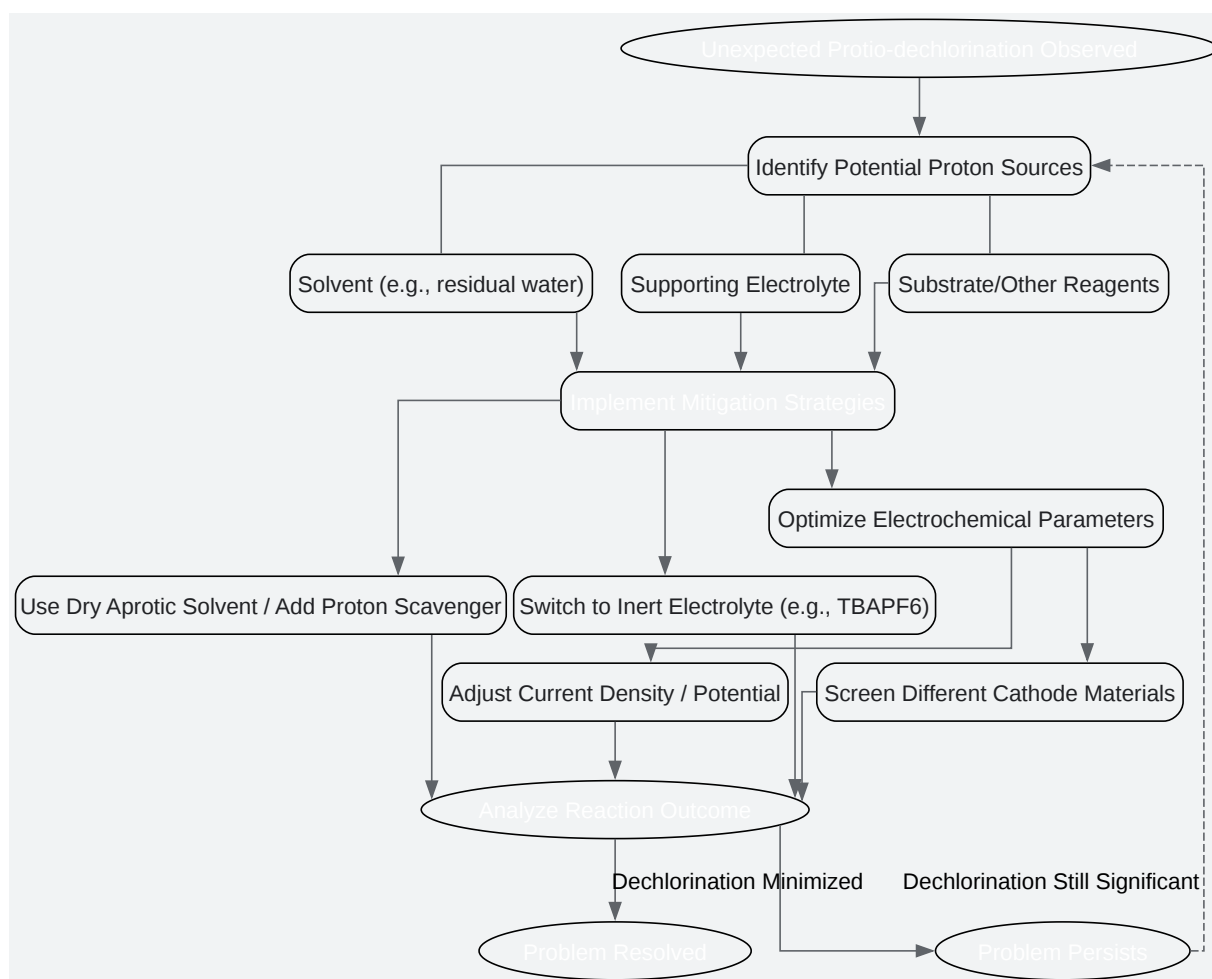 Unexpected Protio-dechlorination Observed
Identify Potential Proton Sources
Solvent (e.g., residual water)
Supporting Electrolyte
Substrate/Other Reagents
Implement Mitigation Strategies
Optimize Electrochemical Parameters
Use Dry Aprotic Solvent / Add Proton Scavenger
Switch to Inert Electrolyte (e.g., TBAPF6)
Adjust Current Density / Potential
Screen Different Cathode Materials
Analyze Reaction Outcome
Dechlorination Minimized
Dechlorination Still Significant
Problem Resolved
Problem Persists